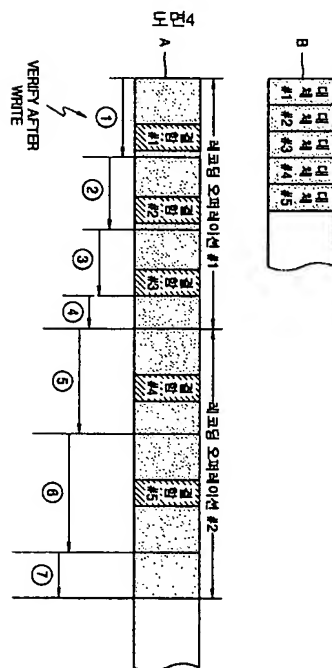 도면4
A
B
대체 #1
대체 #2
대체 #3
대체 #4
대체 #5
레코딩 오퍼레이션 #1
레코딩 오퍼레이션 #2
결함 #1
결함 #2
결함 #3
결함 #4
결함 #5
①
②
③
④
⑤
⑥
⑦
VERIFY AFTER
WRITE